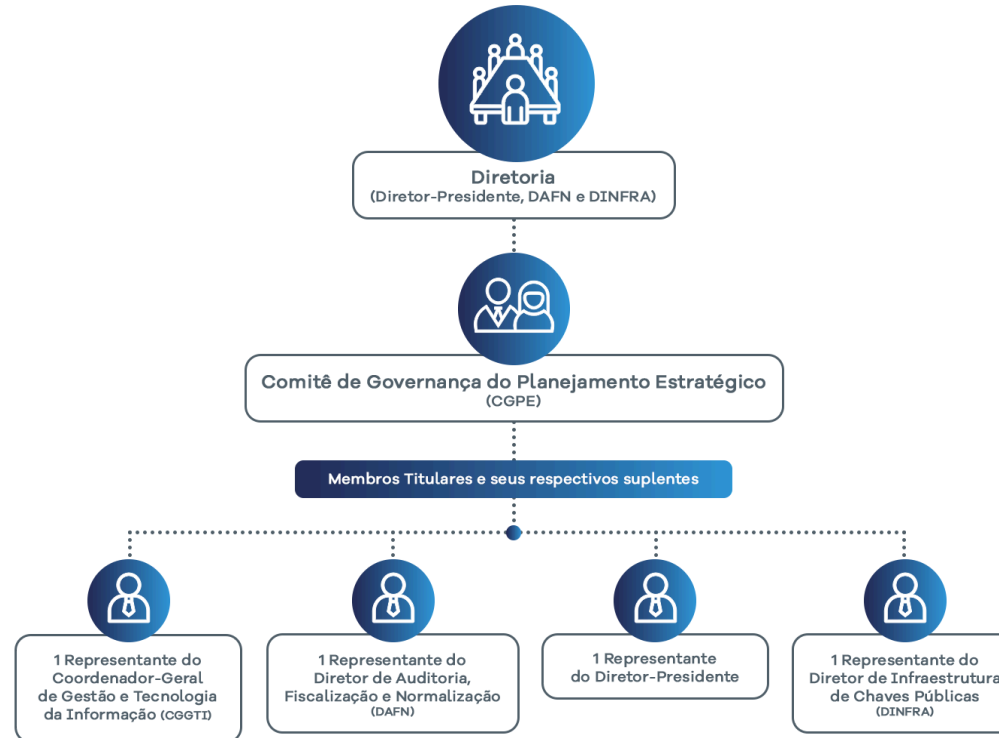 Diretoria
(Diretor-Presidente, DAFN e DINFRA)
Comitê de Governança do Planejamento Estratégico
(CGPE)
Membros Titulares e seus respectivos suplentes
1 Representante do
Coordenador-Geral
de Gestão e Tecnologia
da Informação (CGGTI)
1 Representante do
Diretor de Auditoria,
Fiscalização e Normalização
(DAFN)
1 Representante
do Diretor-Presidente
1 Representante do
Diretor de Infraestrutura
de Chaves Públicas
(DINFRA)